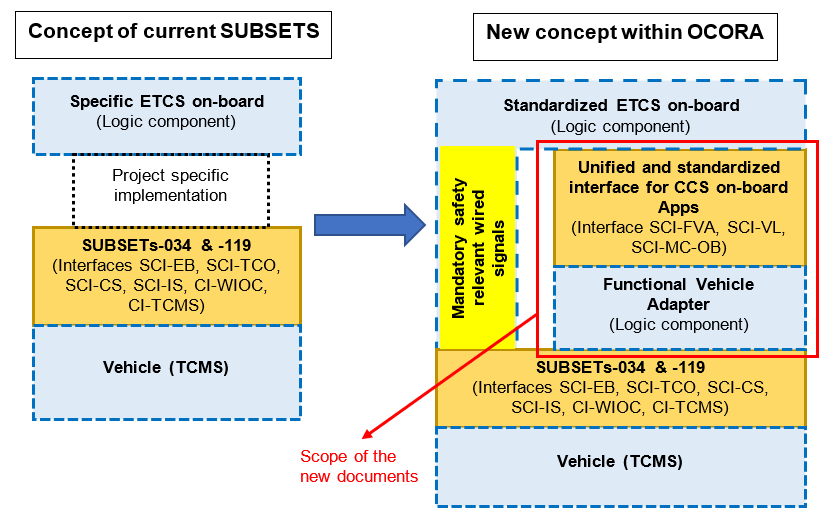 Concept of current SUBSETS
Specific ETCS on-board
(Logic component)
Project specific
implementation
SUBSETs-034 & -119
(Interfaces SCI-EB, SCI-TCO,
SCI-CS, SCI-IS, CI-WIOC,
CI-TCMS)
Vehicle (TCMS)
New concept within OCORA
Standardized ETCS on-board
(Logic component)
Mandatory safety
relevant wired
signals
Unified and standardized
interface for CCS on-board
Apps
(Interface SCI-FVA, SCI-VL,
SCI-MC-OB)
Functional Vehicle
Adapter
(Logic component)
SUBSETs-034 & -119
(Interfaces SCI-EB, SCI-TCO, SCI-CS,
SCI-IS, CI-WIOC, CI-TCMS)
Vehicle (TCMS)
Scope of the
new documents